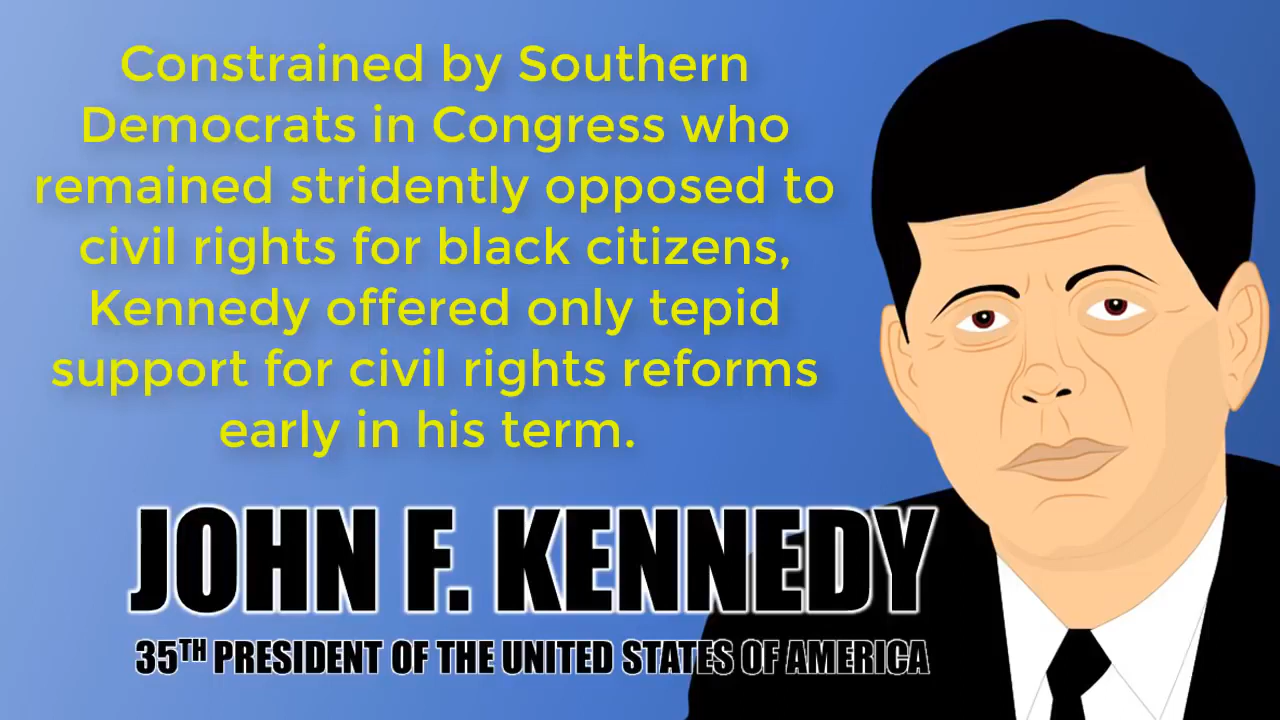 Constrained by Southern
Democrats in Congress who
remained stridently opposed to
civil rights for black citizens,
Kennedy offered only tepid
support for civil rights reforms
early in his term.
JOHN F. KENNEDY
35TH PRESIDENT OF THE UNITED STATES OF AMERICA